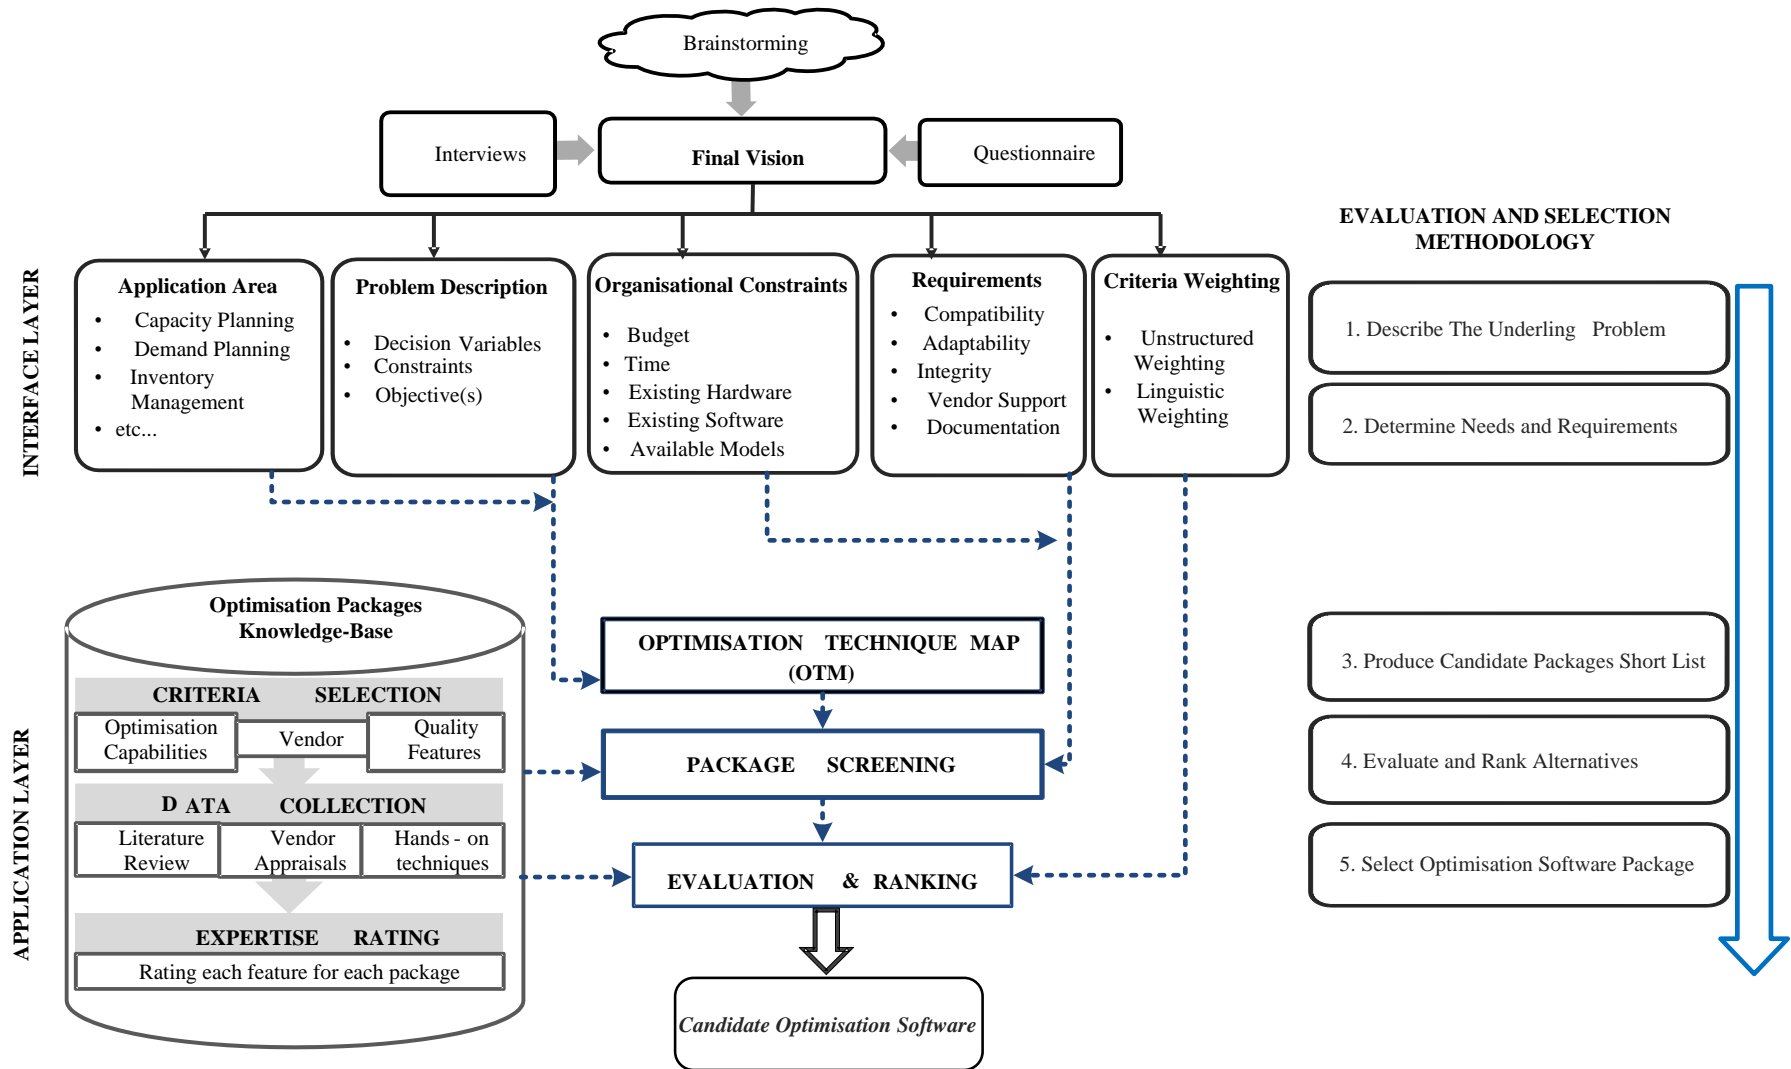 Brainstorming
Interviews
Final Vision
Questionnaire
EVALUATION AND SELECTION
METHODOLOGY
INTERFACE LAYER
Application Area
• Capacity Planning
• Demand Planning
• Inventory
Management
• etc...
Problem Description
• Decision Variables
• Constraints
• Objective(s)
Organisational Constraints
• Budget
• Time
• Existing Hardware
• Existing Software
• Available Models
Requirements
• Compatibility
• Adaptability
• Integrity
• Vendor Support
• Documentation
Criteria Weighting
• Unstructured
Weighting
• Linguistic
Weighting
1. Describe The Underling Problem
2. Determine Needs and Requirements
APPLICATION LAYER
Optimisation Packages
Knowledge-Base
CRITERIA SELECTION
Optimisation
Capabilities
Vendor
Quality
Features
D ATA COLLECTION
Literature
Review
Vendor
Appraisals
Hands - on
techniques
EXPERTISE RATING
Rating each feature for each package
OPTIMISATION TECHNIQUE MAP
(OTM)
PACKAGE SCREENING
EVALUATION & RANKING
Candidate Optimisation Software
3. Produce Candidate Packages Short List
4. Evaluate and Rank Alternatives
5. Select Optimisation Software Package